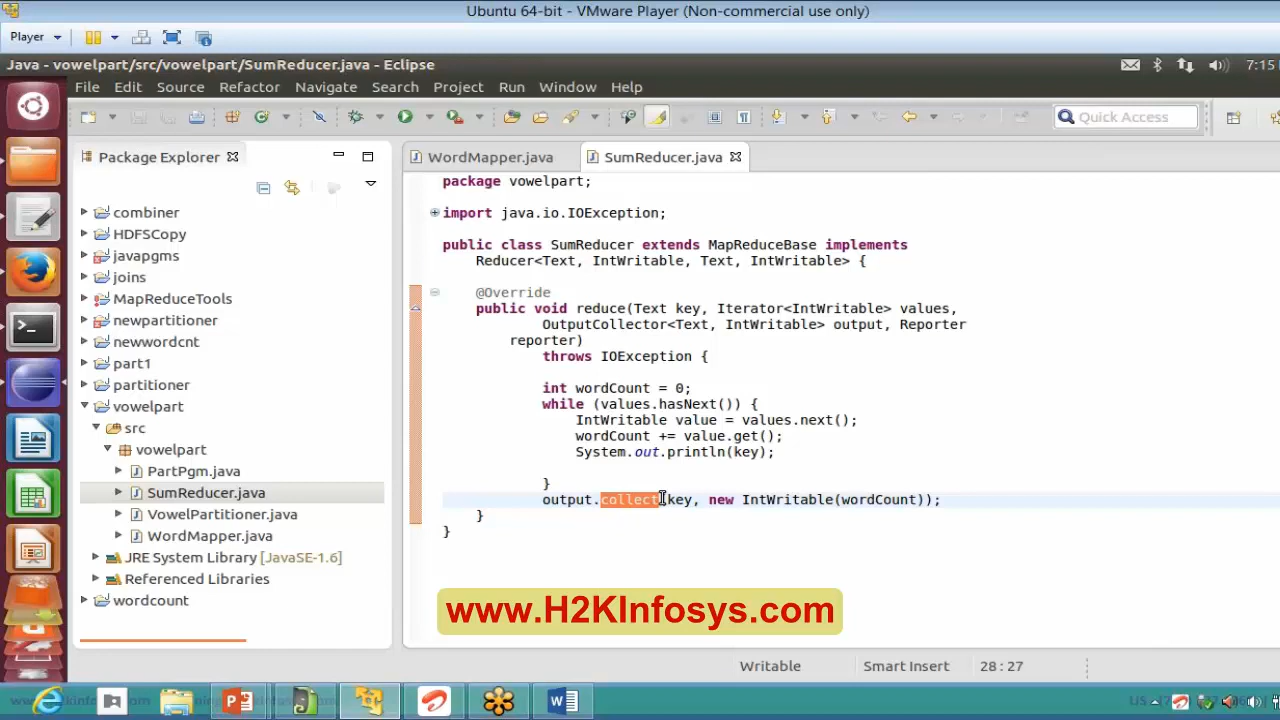 Ubuntu 64-bit - VMware Player (Non-commercial use only)
Player
Java - vowelpart/src/vowelpart/SumReducer.java - Eclipse
7:15
File Edit Source Refactor Navigate Search Project Run Window Help
Quick Access
Package Explorer
WordMapper.java
SumReducer.java
combiner
HDFSCopy
javapgms
joins
MapReduceTools
newpartitioner
newwordcnt
part1
partitioner
vowelpart
src
vowelpart
PartPgm.java
SumReducer.java
VowelPartitioner.java
WordMapper.java
JRE System Library [JavaSE-1.6]
Referenced Libraries
wordcount
package vowelpart;
import java.io.IOException;
public class SumReducer extends MapReduceBase implements
Reducer<Text, IntWritable, Text, IntWritable> {
@Override
public void reduce(Text key, Iterator<IntWritable> values,
OutputCollector<Text, IntWritable> output, Reporter
reporter)
throws IOException {
int wordCount = 0;
while (values.hasNext()) {
IntWritable value = values.next();
wordCount += value.get();
System.out.println(key);
}
output.collect(key, new IntWritable(wordCount));
}
}
www.H2KInfosys.com
Writable
Smart Insert
28 : 27
US